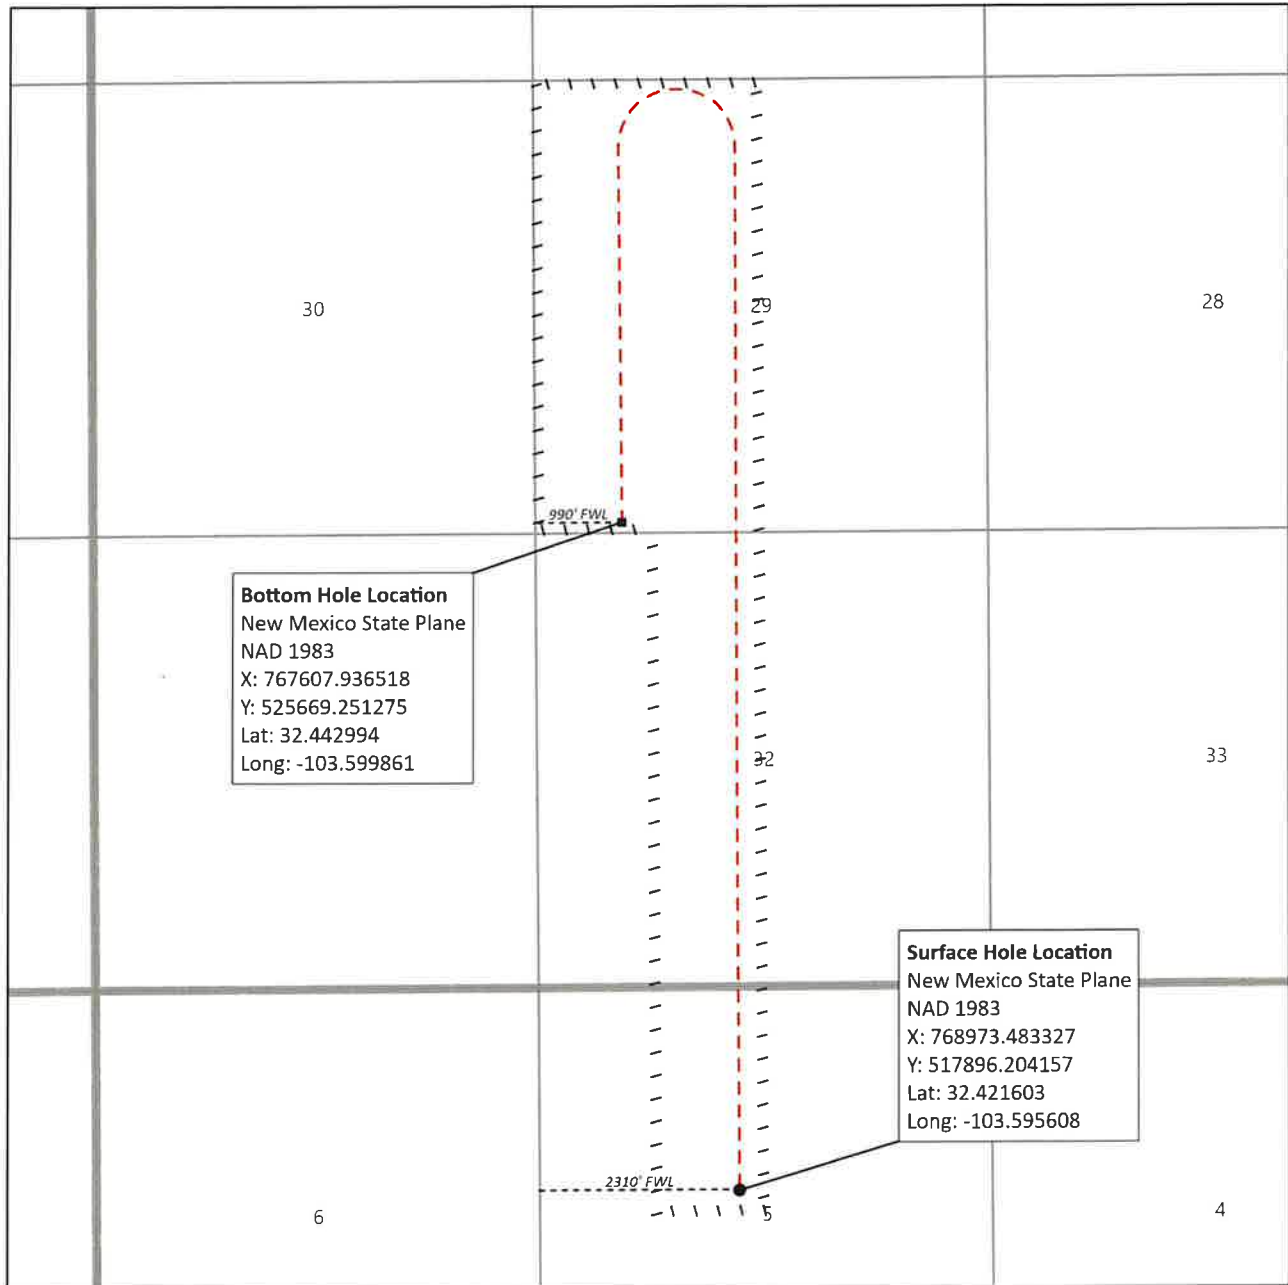 30
29
28
990' FWL
Bottom Hole Location
New Mexico State Plane
NAD 1983
X: 767607.936518
Y: 525669.251275
Lat: 32.442994
Long: -103.599861
32
33
Surface Hole Location
New Mexico State Plane
NAD 1983
X: 768973.483327
Y: 517896.204157
Lat: 32.421603
Long: -103.595608
2310' FWL
6
5
4